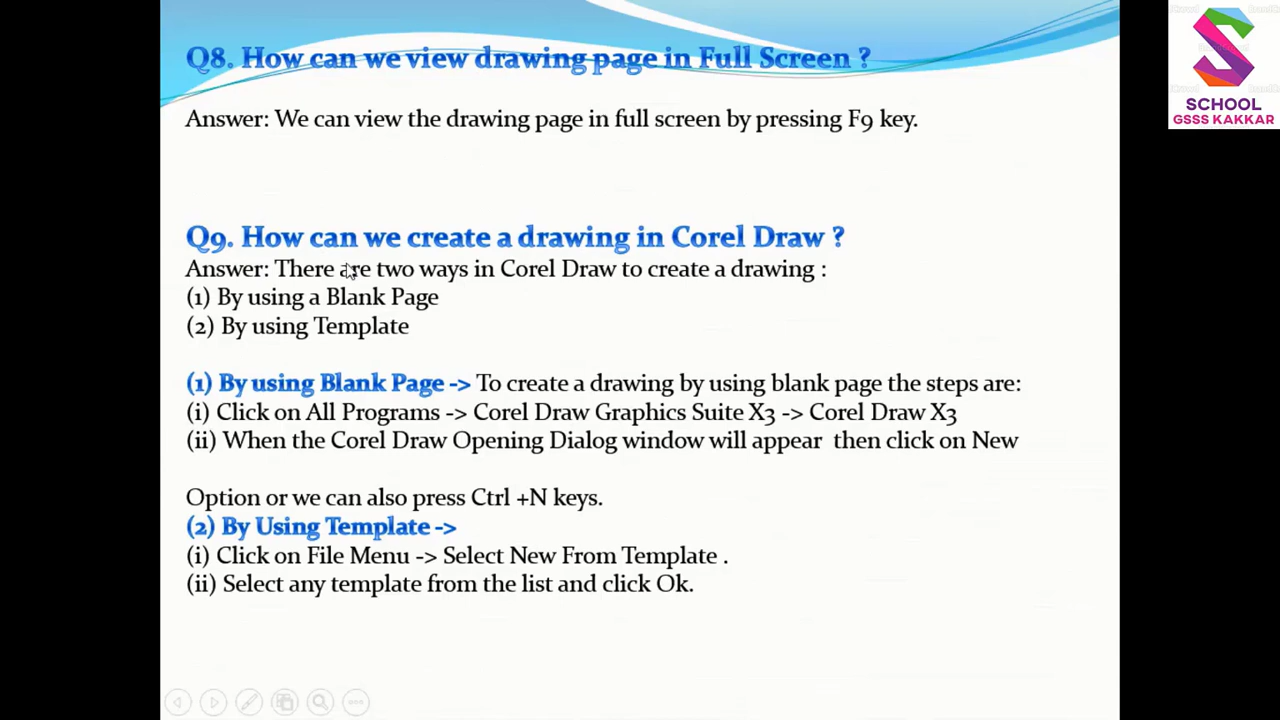 Q8. How can we view drawing page in Full Screen ?
Answer: We can view the drawing page in full screen by pressing F9 key.
Q9. How can we create a drawing in Corel Draw ?
Answer: There are two ways in Corel Draw to create a drawing :
(1) By using a Blank Page
(2) By using Template
(1) By using Blank Page -> To create a drawing by using blank page the steps are:
(i) Click on All Programs -> Corel Draw Graphics Suite X3 -> Corel Draw X3
(ii) When the Corel Draw Opening Dialog window will appear then click on New
Option or we can also press Ctrl +N keys.
(2) By Using Template ->
(i) Click on File Menu -> Select New From Template .
(ii) Select any template from the list and click Ok.
SCHOOL
GSSS KAKKAR